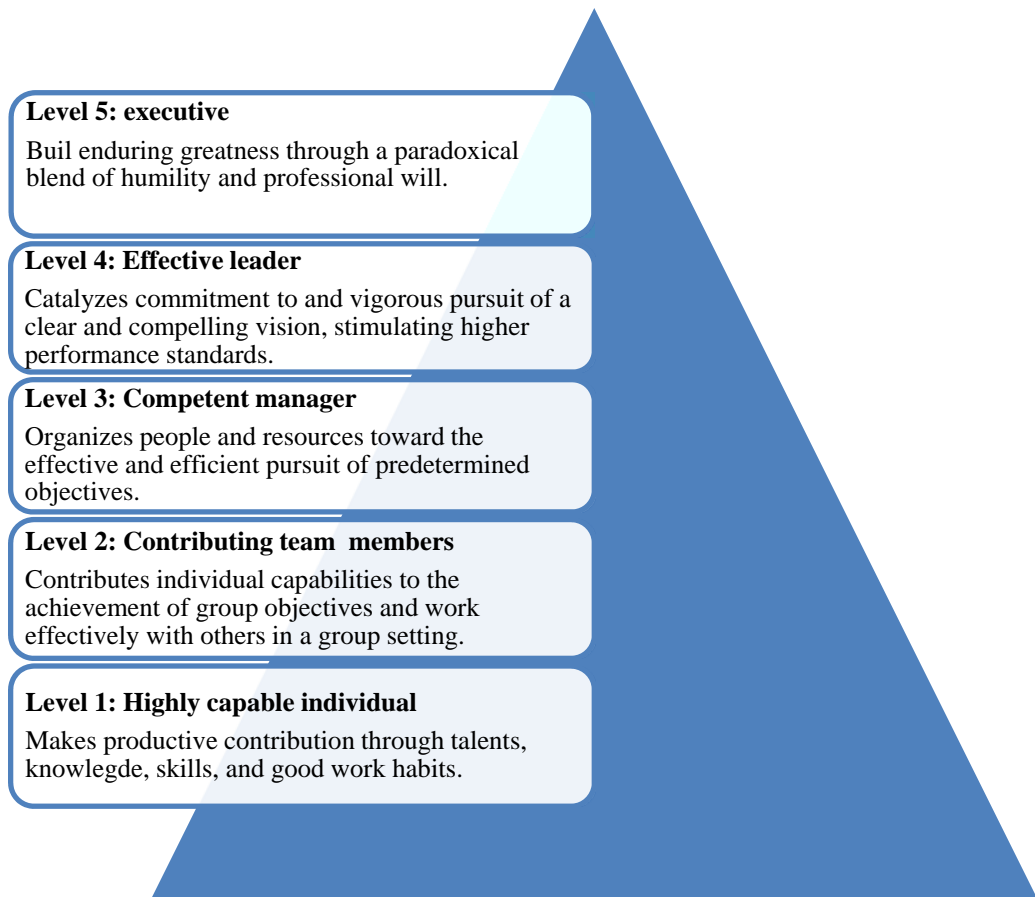 Level 5: executive
Buil enduring greatness through a paradoxical
blend of humility and professional will.
Level 4: Effective leader
Catalyzes commitment to and vigorous pursuit of a
clear and compelling vision, stimulating higher
performance standards.
Level 3: Competent manager
Organizes people and resources toward the
effective and efficient pursuit of predetermined
objectives.
Level 2: Contributing team  members
Contributes individual capabilities to the
achievement of group objectives and work
effectively with others in a group setting.
Level 1: Highly capable individual
Makes productive contribution through talents,
knowlegde, skills, and good work habits.